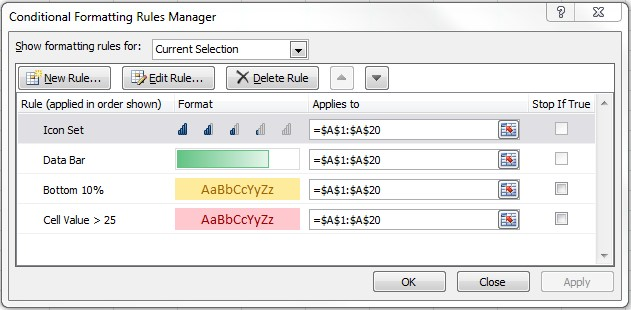 Conditional Formatting Rules Manager
Show formatting rules for: Current Selection
New Rule... Edit Rule... Delete Rule
Rule (applied in order shown) Format Applies to Stop If True
Icon Set =$A$1:$A$20
Data Bar =$A$1:$A$20
Bottom 10% AaBbCcYyZz =$A$1:$A$20
Cell Value > 25 AaBbCcYyZz =$A$1:$A$20
OK Close Apply